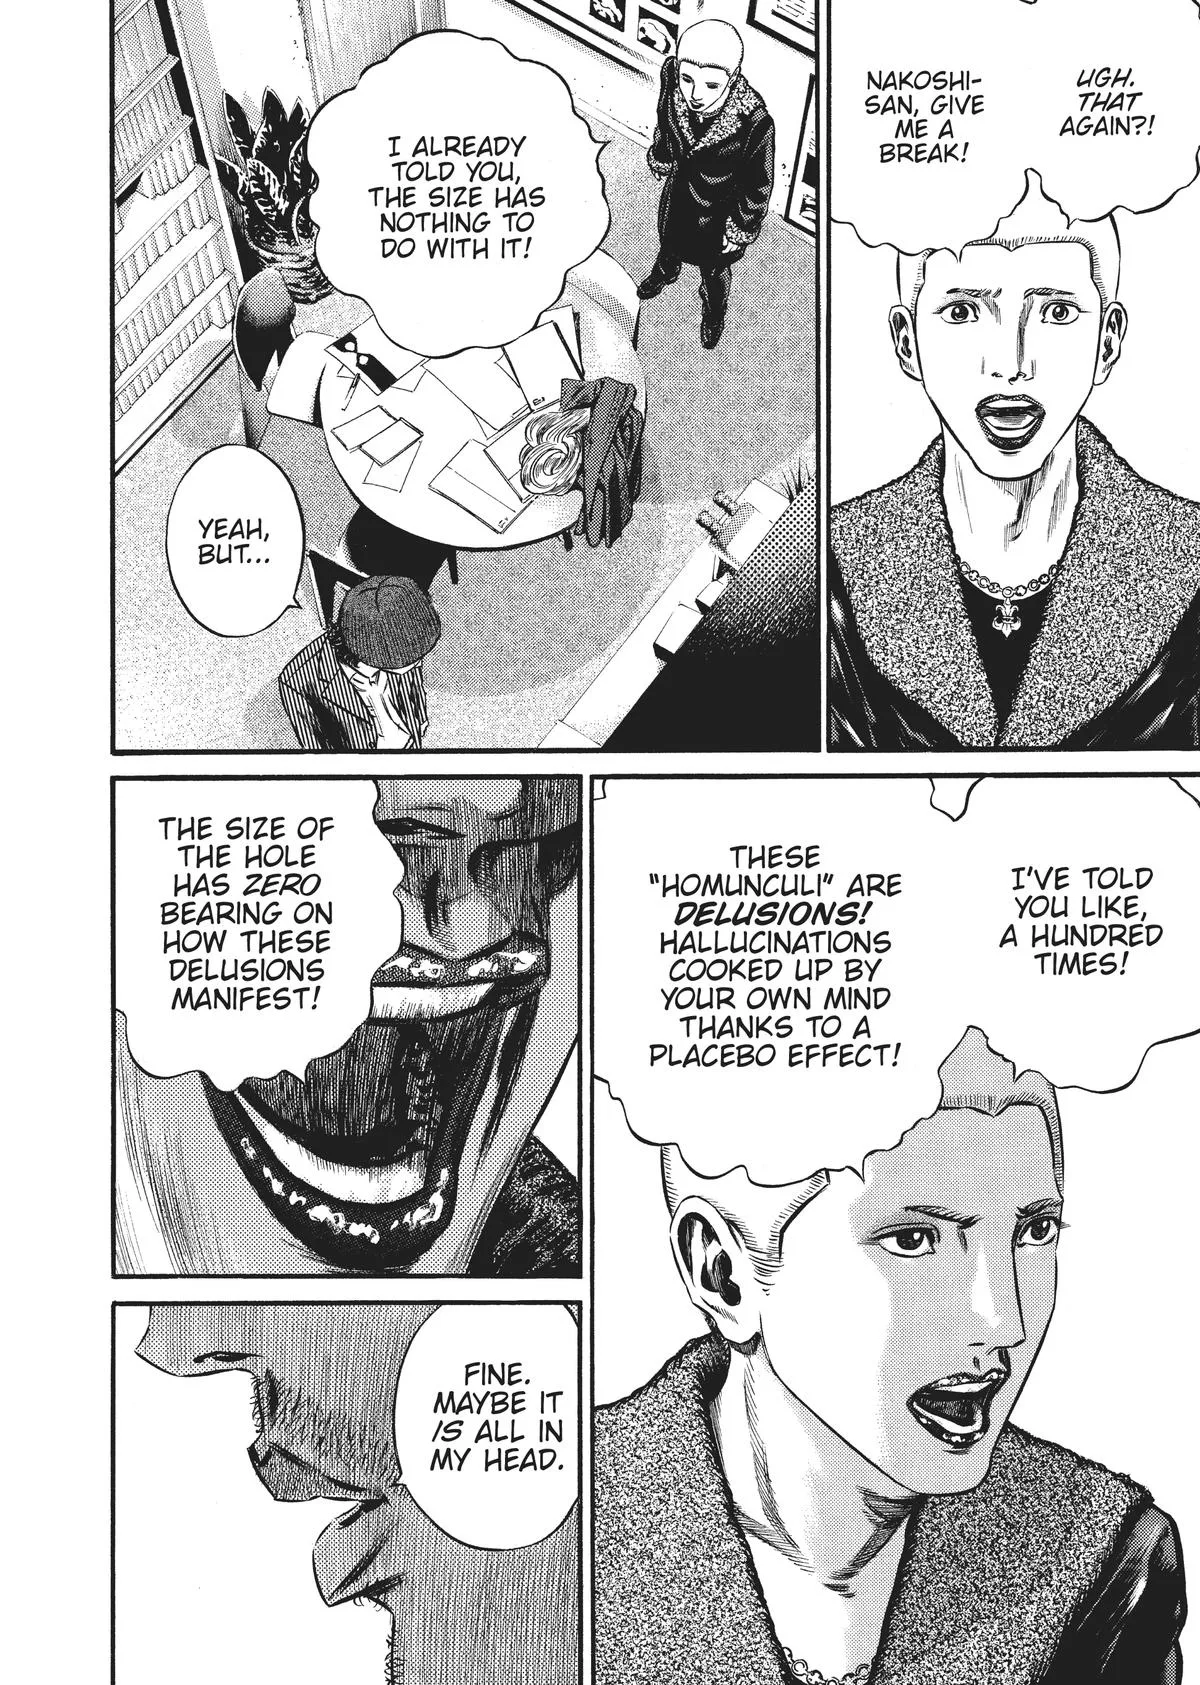 UGH.
THAT
AGAIN?!
NAKOSHI-
SAN, GIVE
ME A
BREAK!
I ALREADY
TOLD YOU,
THE SIZE HAS
NOTHING TO
DO WITH IT!
YEAH,
BUT...
I'VE TOLD
YOU LIKE,
A HUNDRED
TIMES!
THESE
"HOMUNCULI" ARE
DELUSIONS!
HALLUCINATIONS
COOKED UP BY
YOUR OWN MIND
THANKS TO A
PLACEBO EFFECT!
THE SIZE OF
THE HOLE
HAS ZERO
BEARING ON
HOW THESE
DELUSIONS
MANIFEST!
FINE.
MAYBE IT
IS ALL IN
MY HEAD.